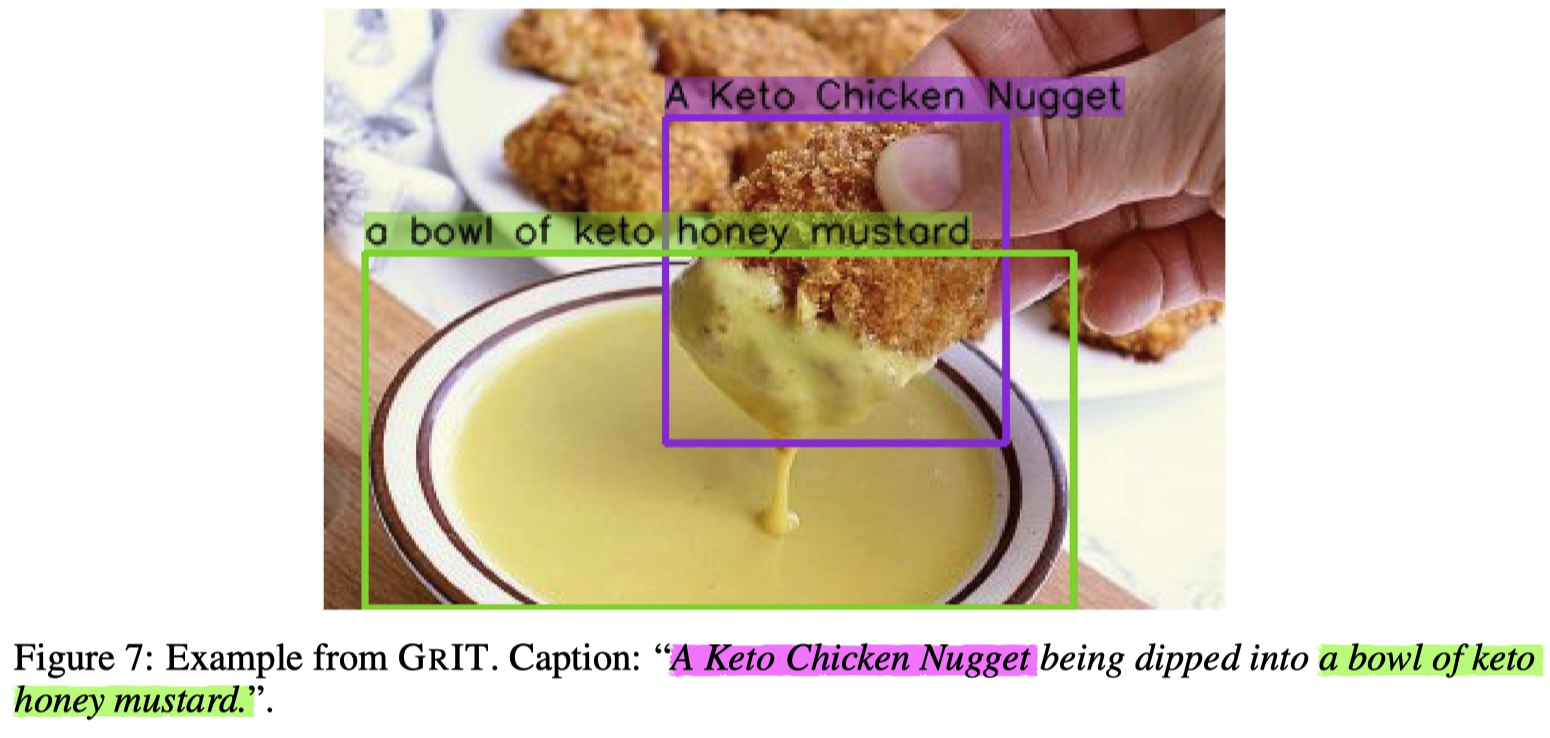 A Keto Chicken Nugget
a bowl of keto honey mustard
Figure 7: Example from GRIT. Caption: “A Keto Chicken Nugget being dipped into a bowl of keto
honey mustard.”.